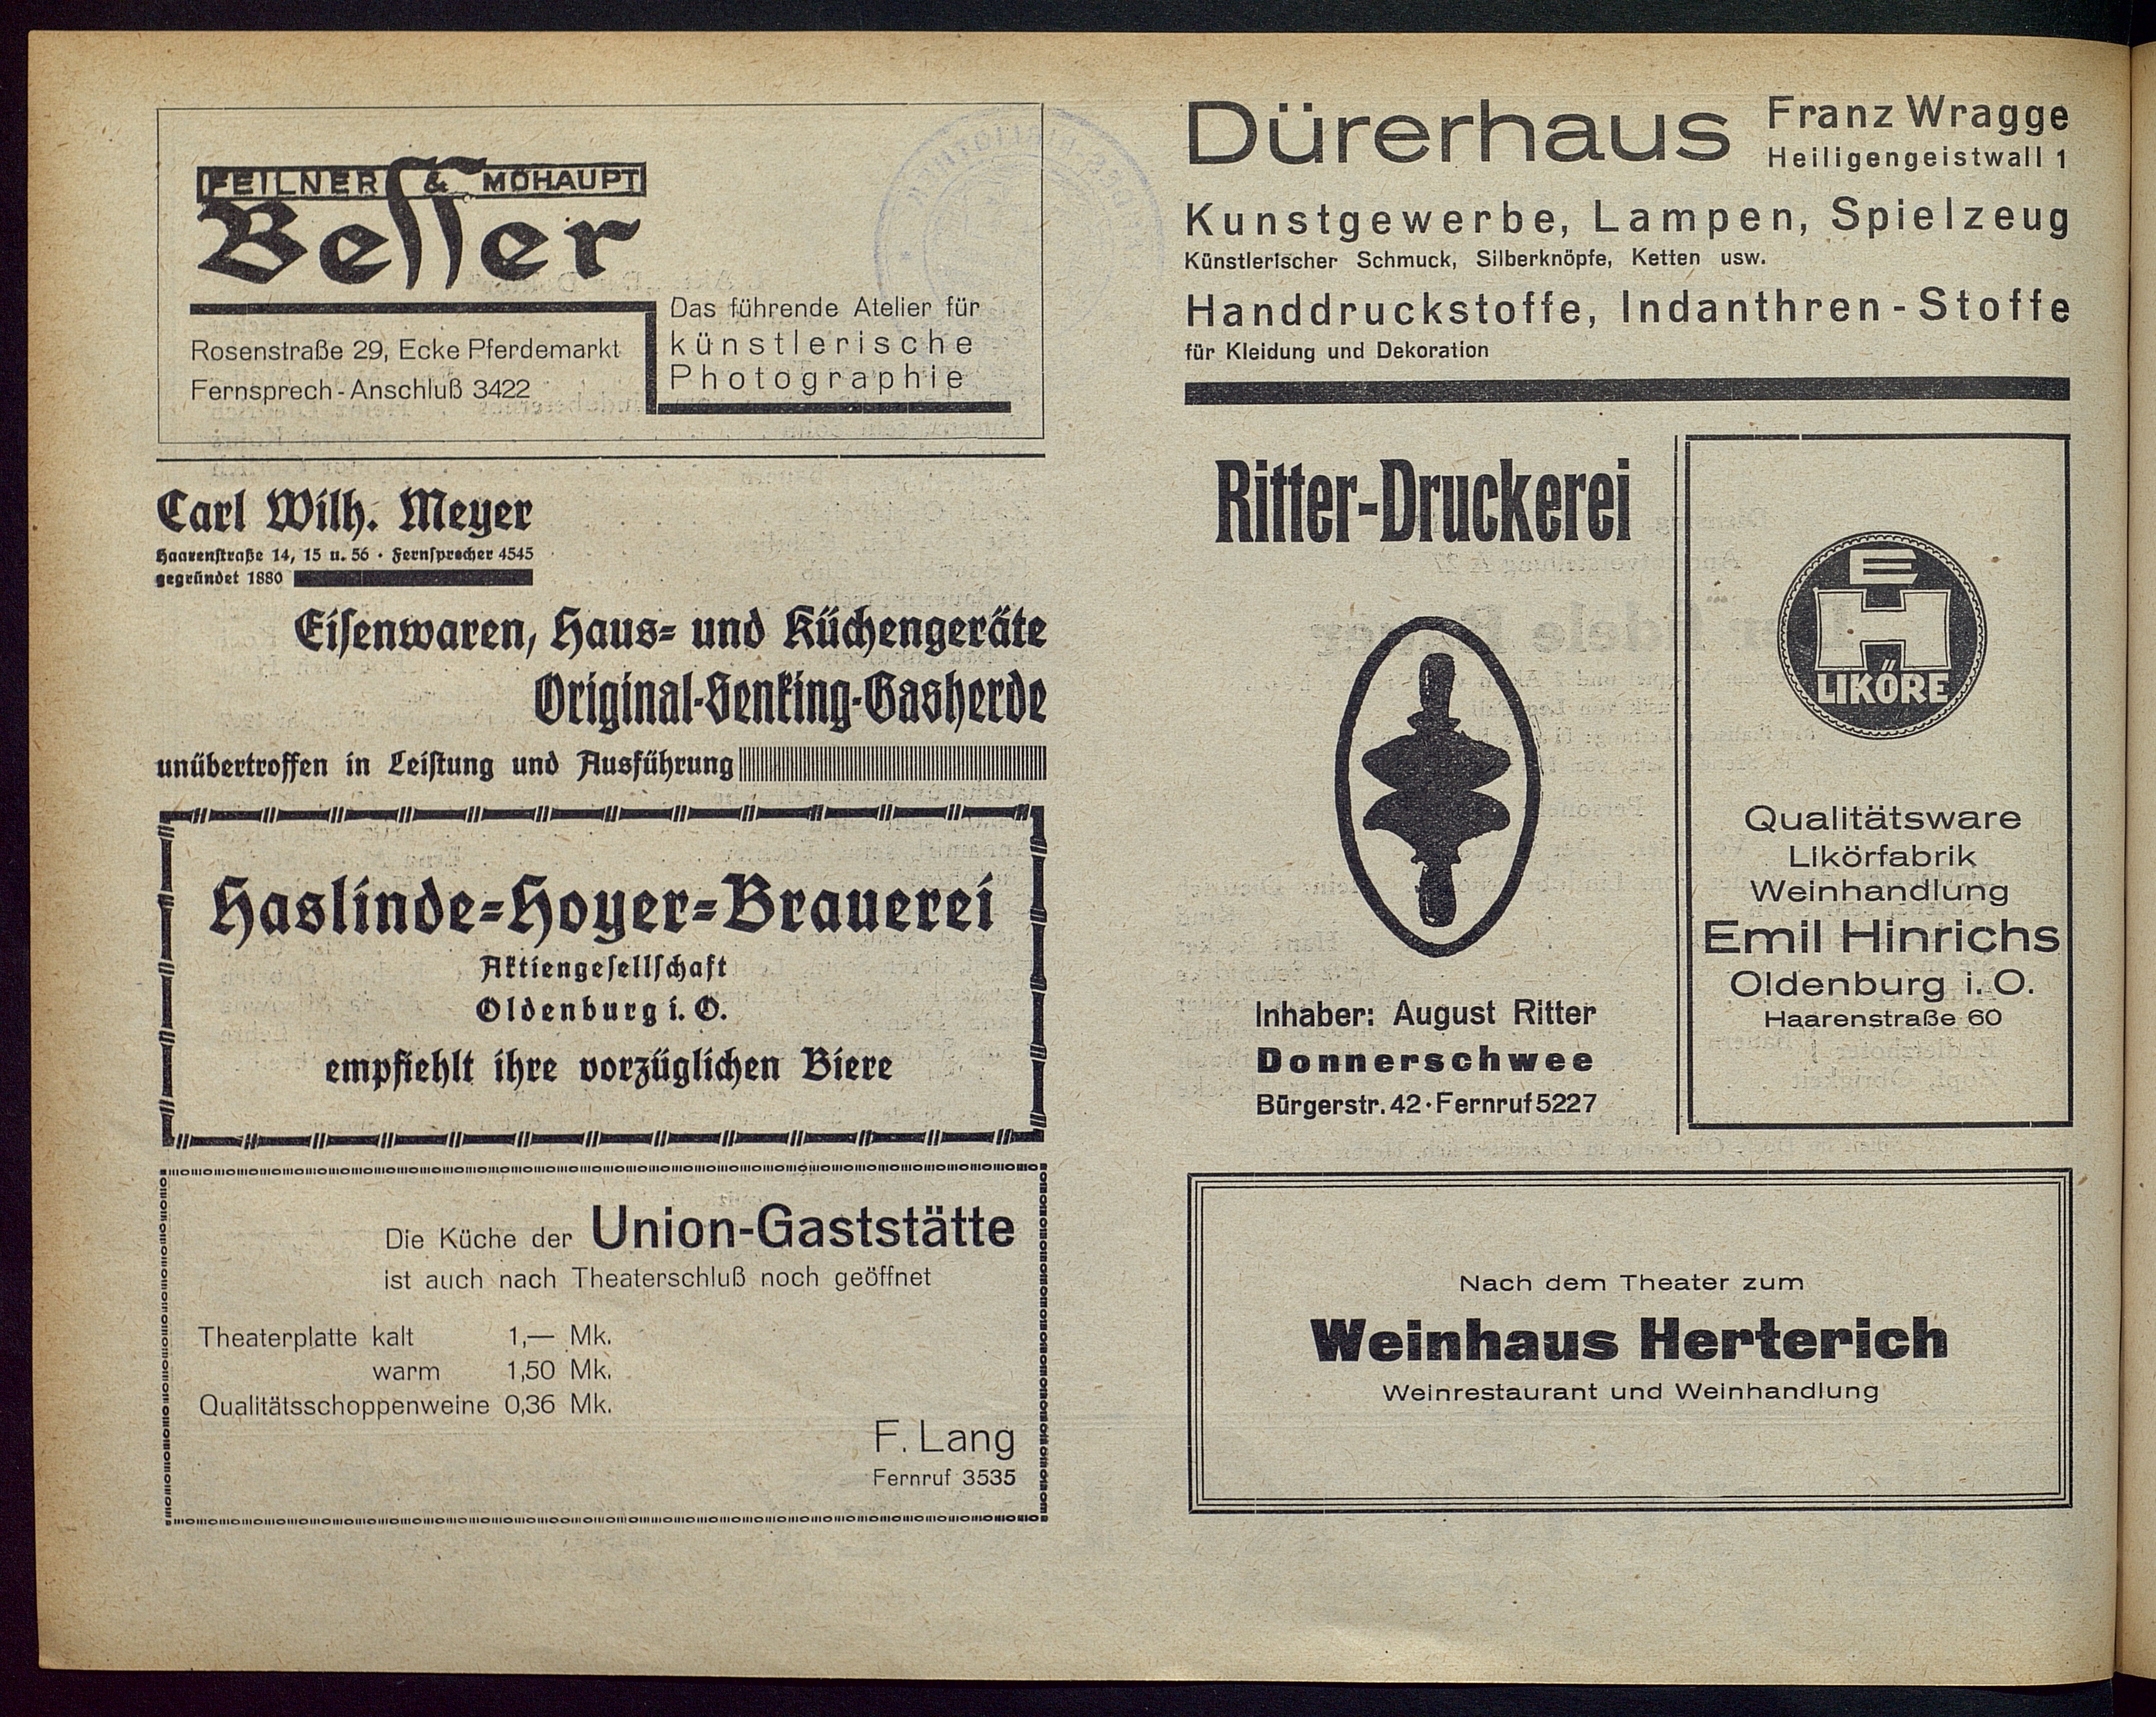 FEILNER & MOHAUPT
Beſſer
Rosenstraße 29, Ecke Pferdemarkt
Fernsprech-Anschluß 3422
Das führende Atelier für
künstlerische
Photographie
Carl Wilh. Meyer
Haarenſtraße 14, 15 u. 56 · Fernſprecher 4545
gegründet 1880
Eiſenwaren, Haus- und Küchengeräte
Original-Senking-Gasherde
unübertroffen in Leiſtung und Ausführung
Haslinde-Hoyer-Brauerei
Aktiengeſellſchaft
Oldenburg i. O.
empfiehlt ihre vorzüglichen Biere
Die Küche der Union-Gaststätte
ist auch nach Theaterschluß noch geöffnet
Theaterplatte kalt 1,— Mk.
warm 1,50 Mk.
Qualitätsschoppenweine 0,36 Mk.
F. Lang
Fernruf 3535
Dürerhaus
Franz Wragge
Heiligengeistwall 1
Kunstgewerbe, Lampen, Spielzeug
Künstlerischer Schmuck, Silberknöpfe, Ketten usw.
Handdruckstoffe, Indanthren-Stoffe
für Kleidung und Dekoration
Ritter-Druckerei
Inhaber: August Ritter
Donnerschwee
Bürgerstr. 42 · Fernruf 5227
E
H
LIKÖRE
Qualitätsware
Likörfabrik
Weinhandlung
Emil Hinrichs
Oldenburg i. O.
Haarenstraße 60
Nach dem Theater zum
Weinhaus Herterich
Weinrestaurant und Weinhandlung